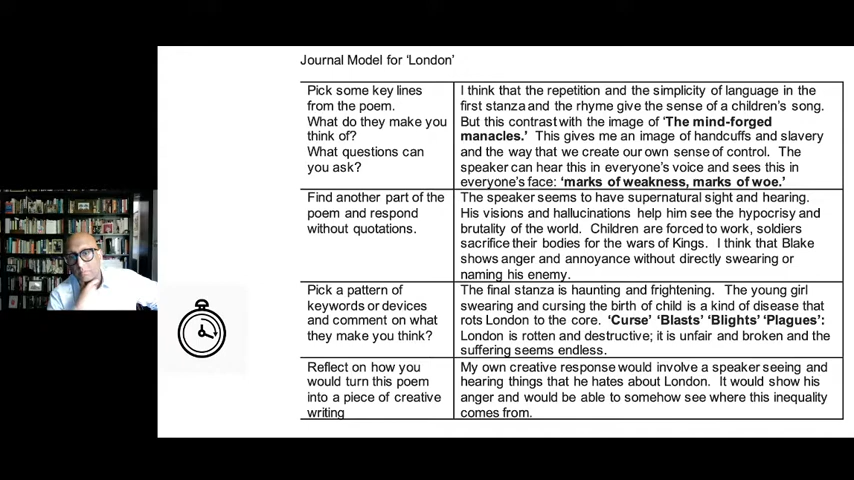 Journal Model for ‘London’
Pick some key lines
from the poem.
What do they make you
think of?
What questions can
you ask?
I think that the repetition and the simplicity of language in the
first stanza and the rhyme give the sense of a children’s song.
But this contrast with the image of ‘The mind-forged
manacles.’  This gives me an image of handcuffs and slavery
and the way that we create our own sense of control.  The
speaker can hear this in everyone’s voice and sees this in
everyone’s face: ‘marks of weakness, marks of woe.’
Find another part of the
poem and respond
without quotations.
The speaker seems to have supernatural sight and hearing.
His visions and hallucinations help him see the hypocrisy and
brutality of the world.  Children are forced to work, soldiers
sacrifice their bodies for the wars of Kings.  I think that Blake
shows anger and annoyance without directly swearing or
naming his enemy.
Pick a pattern of
keywords or devices
and comment on what
they make you think?
The final stanza is haunting and frightening.  The young girl
swearing and cursing the birth of child is a kind of disease that
rots London to the core.  ‘Curse’ ‘Blasts’ ‘Blights’ ‘Plagues’:
London is rotten and destructive; it is unfair and broken and the
suffering seems endless.
Reflect on how you
would turn this poem
into a piece of creative
writing
My own creative response would involve a speaker seeing and
hearing things that he hates about London.  It would show his
anger and would be able to somehow see where this inequality
comes from.